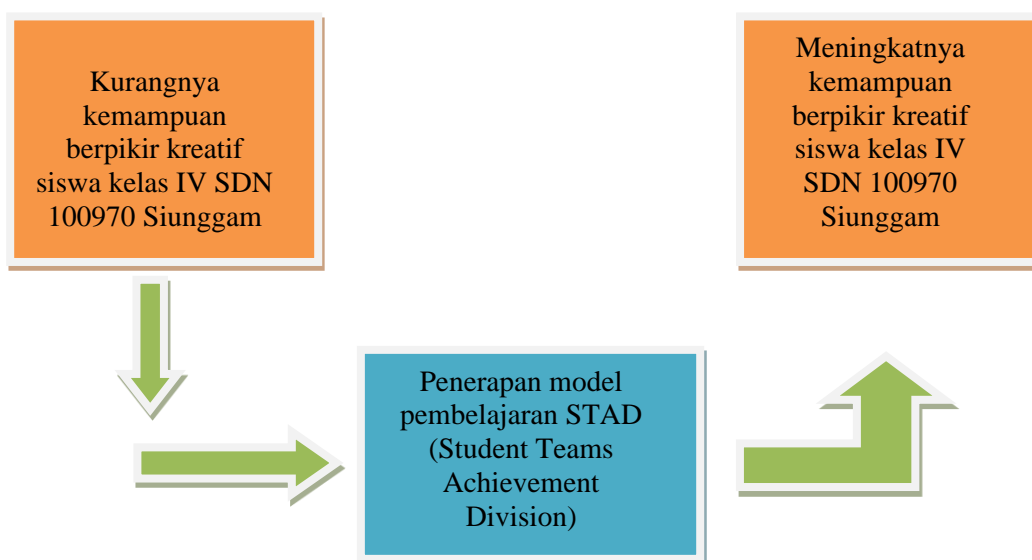 Kurangnya
kemampuan
berpikir kreatif
siswa kelas IV SDN
100970 Siunggam
Meningkatnya
kemampuan
berpikir kreatif
siswa kelas IV
SDN 100970
Siunggam
Penerapan model
pembelajaran STAD
(Student Teams
Achievement
Division)